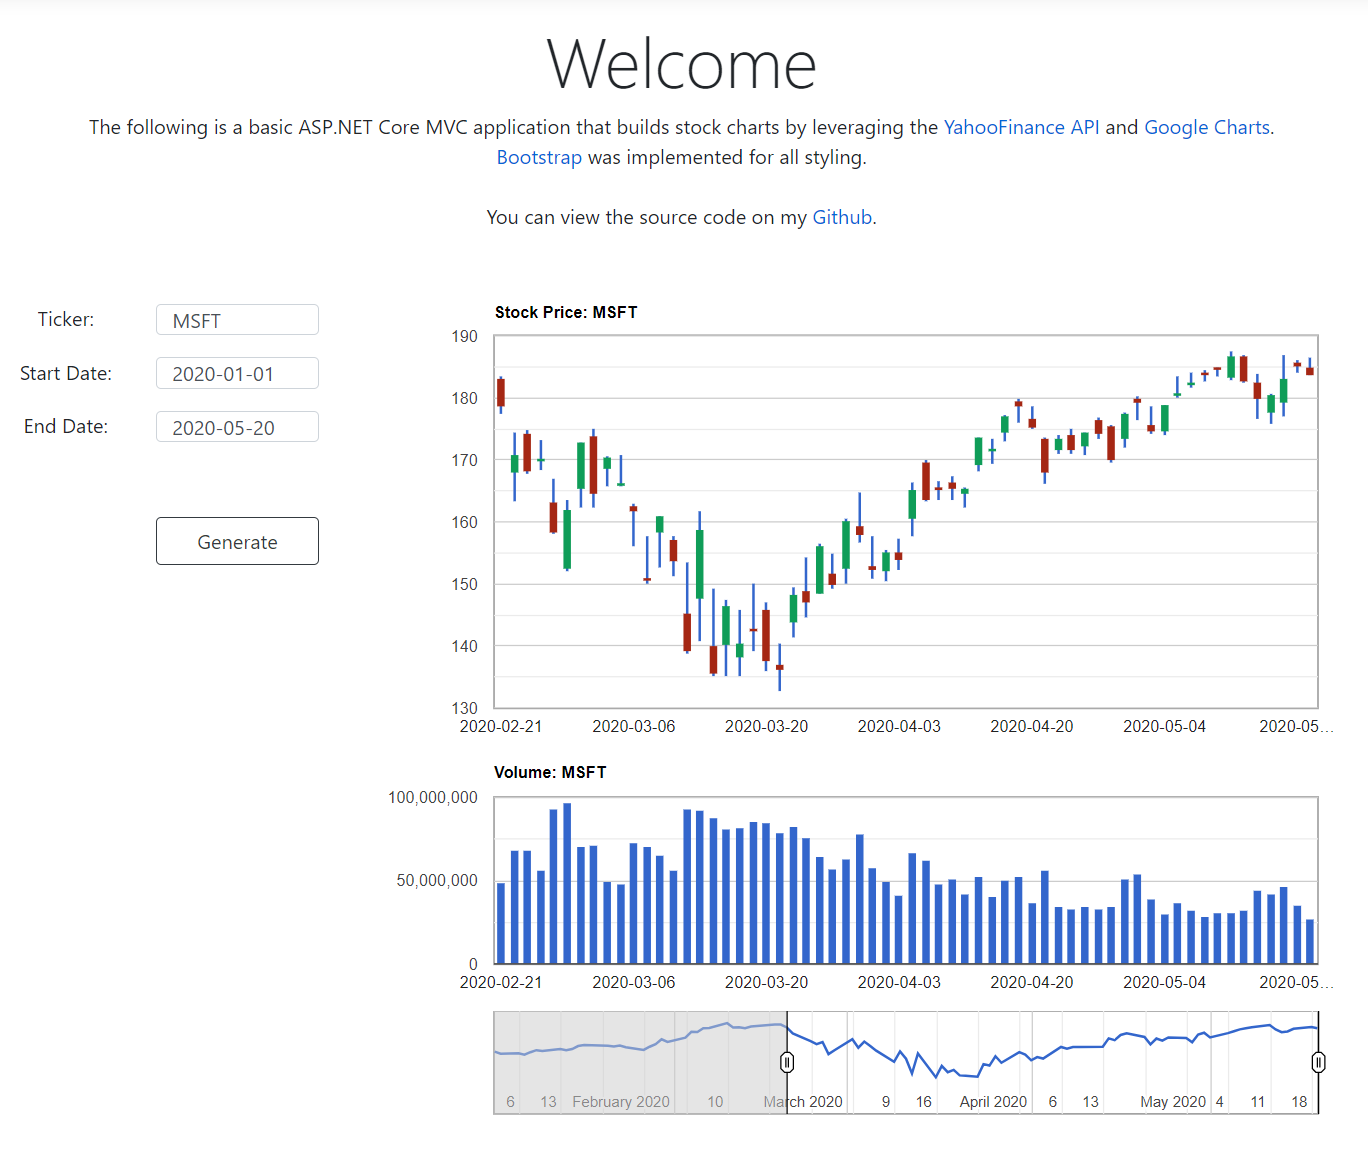 Welcome
The following is a basic ASP.NET Core MVC application that builds stock charts by leveraging the YahooFinance API and Google Charts.
Bootstrap was implemented for all styling.
You can view the source code on my Github.
Ticker:
MSFT
Start Date:
2020-01-01
End Date:
2020-05-20
Generate
Stock Price: MSFT
190
180
170
160
150
140
130
2020-02-21 2020-03-06 2020-03-20 2020-04-03 2020-04-20 2020-05-04 2020-05...
Volume: MSFT
100,000,000
50,000,000
0
2020-02-21 2020-03-06 2020-03-20 2020-04-03 2020-04-20 2020-05-04 2020-05...
6 13 February 2020 10 March 2020 9 16 April 2020 6 13 May 2020 4 11 18